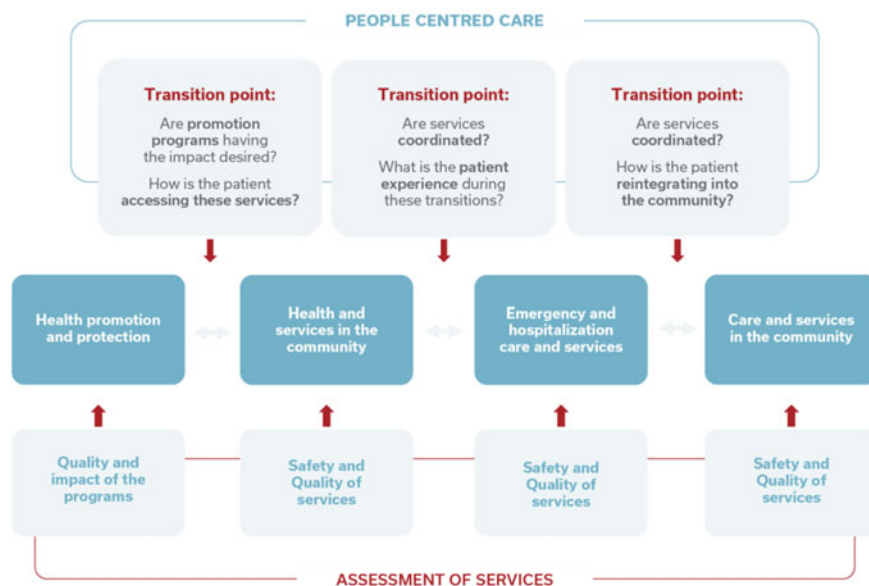 PEOPLE CENTRED CARE
Transition point:
Are promotion
programs having
the impact desired?
How is the patient
accessing these services?
Transition point:
Are services
coordinated?
What is the patient
experience during
these transitions?
Transition point:
Are services
coordinated?
How is the patient
reintegrating into
the community?
Health promotion
and protection
Health and
services in the
community
Emergency and
hospitalization
care and services
Care and services
in the community
Quality and
impact of the
programs
Safety and
Quality of
services
Safety and
Quality of
services
Safety and
Quality of
services
ASSESSMENT OF SERVICES